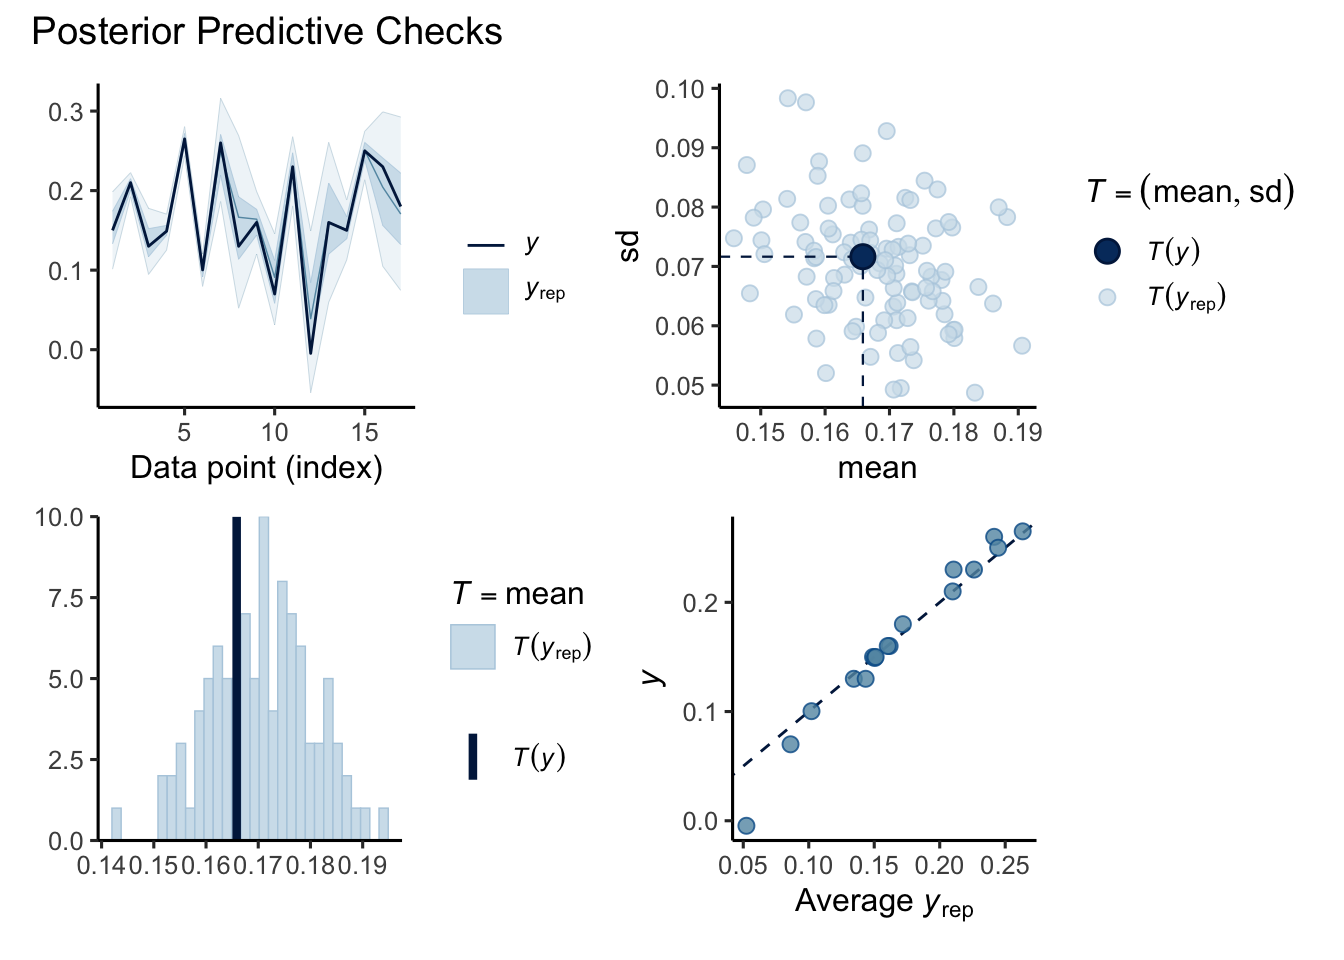 Posterior Predictive Checks
0.3
0.2
0.1
0.0
5 10 15
Data point (index)
y
yrep
0.10
0.09
0.08
0.07
0.06
0.05
sd
0.15 0.16 0.17 0.18 0.19
mean
T = (mean, sd)
T(y)
T(yrep)
10.0
7.5
5.0
2.5
0.0
0.14 0.15 0.16 0.17 0.18 0.19
T = mean
T(yrep)
T(y)
y
0.2
0.1
0.0
0.05 0.10 0.15 0.20 0.25
Average yrep